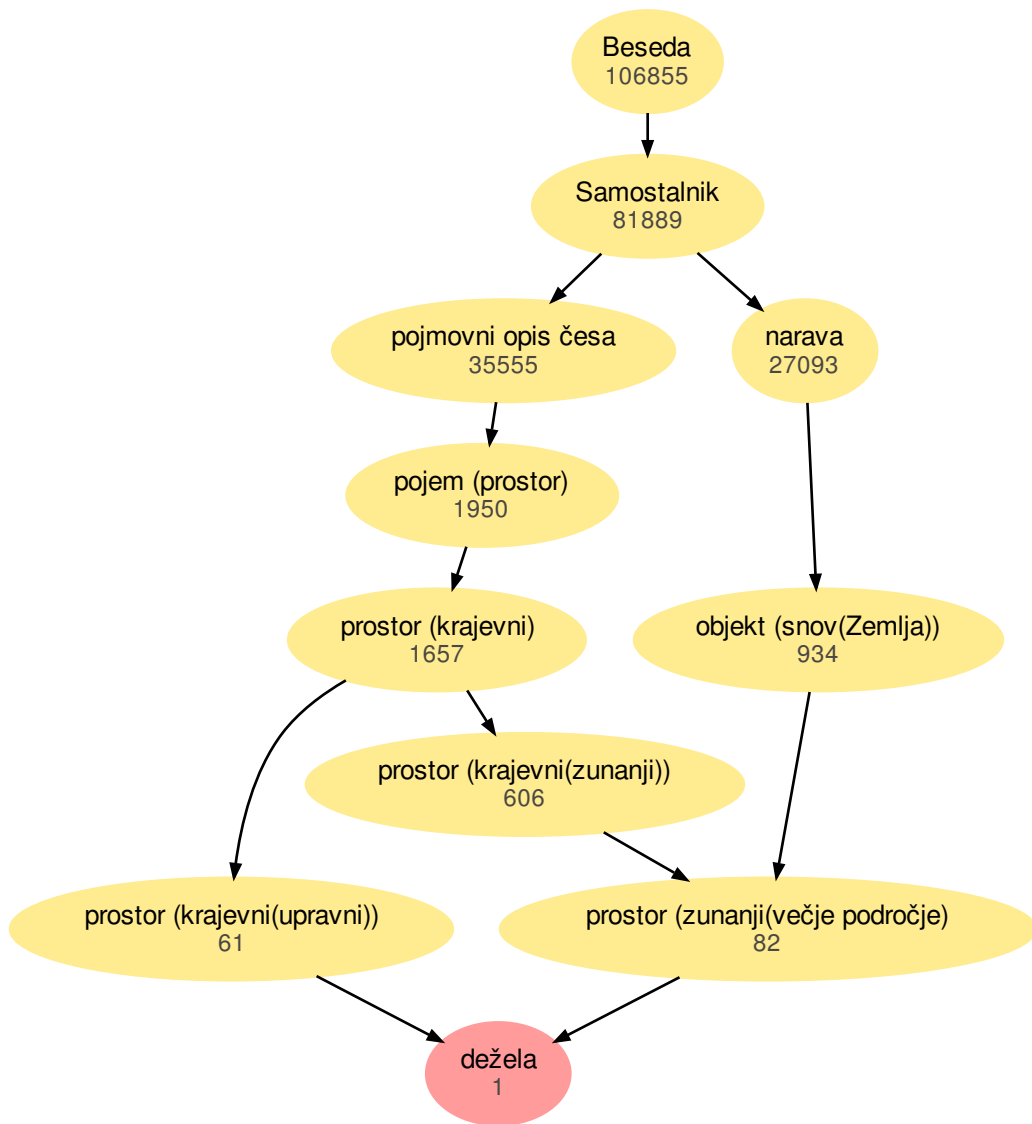 Beseda
106855
Samostalnik
81889
pojmovni opis česa
35555
narava
27093
pojem (prostor)
1950
prostor (krajevni)
1657
objekt (snov(Zemlja))
934
prostor (krajevni(zunanji))
606
prostor (krajevni(upravni))
61
prostor (zunanji(večje področje)
82
dežela
1